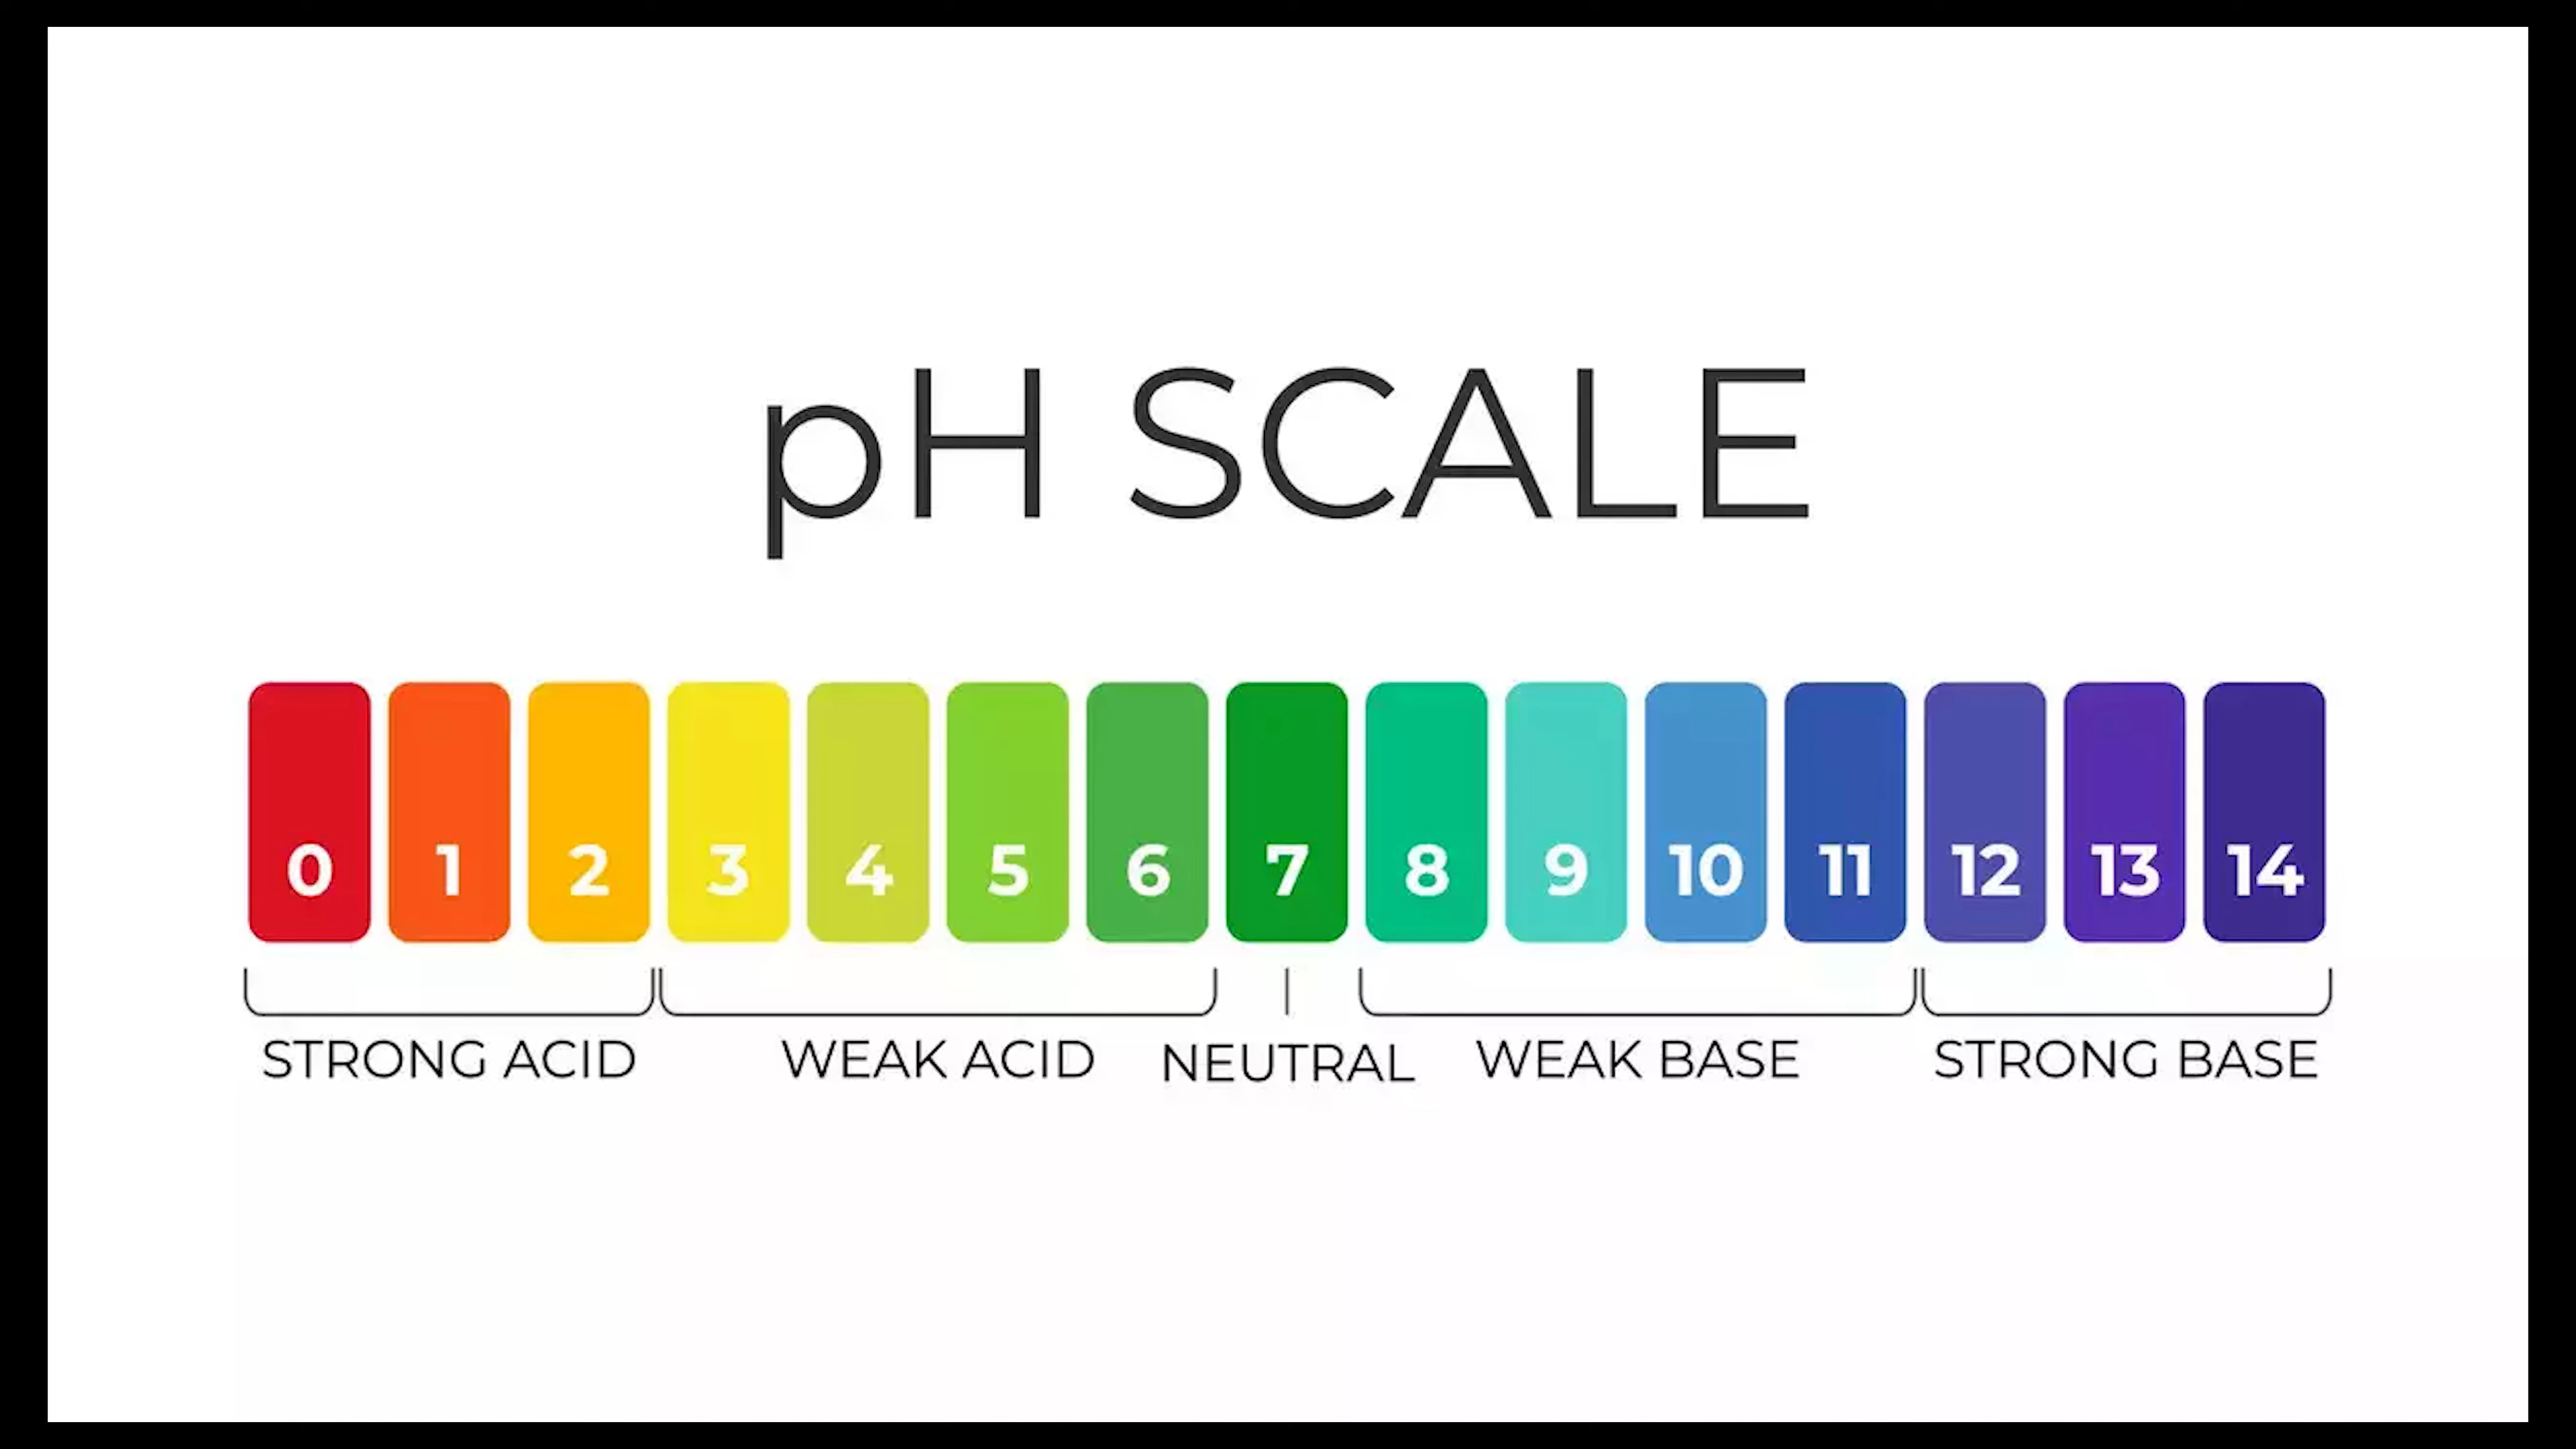 pH SCALE
0 1 2 3 4 5 6 7 8 9 10 11 12 13 14
STRONG ACID WEAK ACID NEUTRAL WEAK BASE STRONG BASE